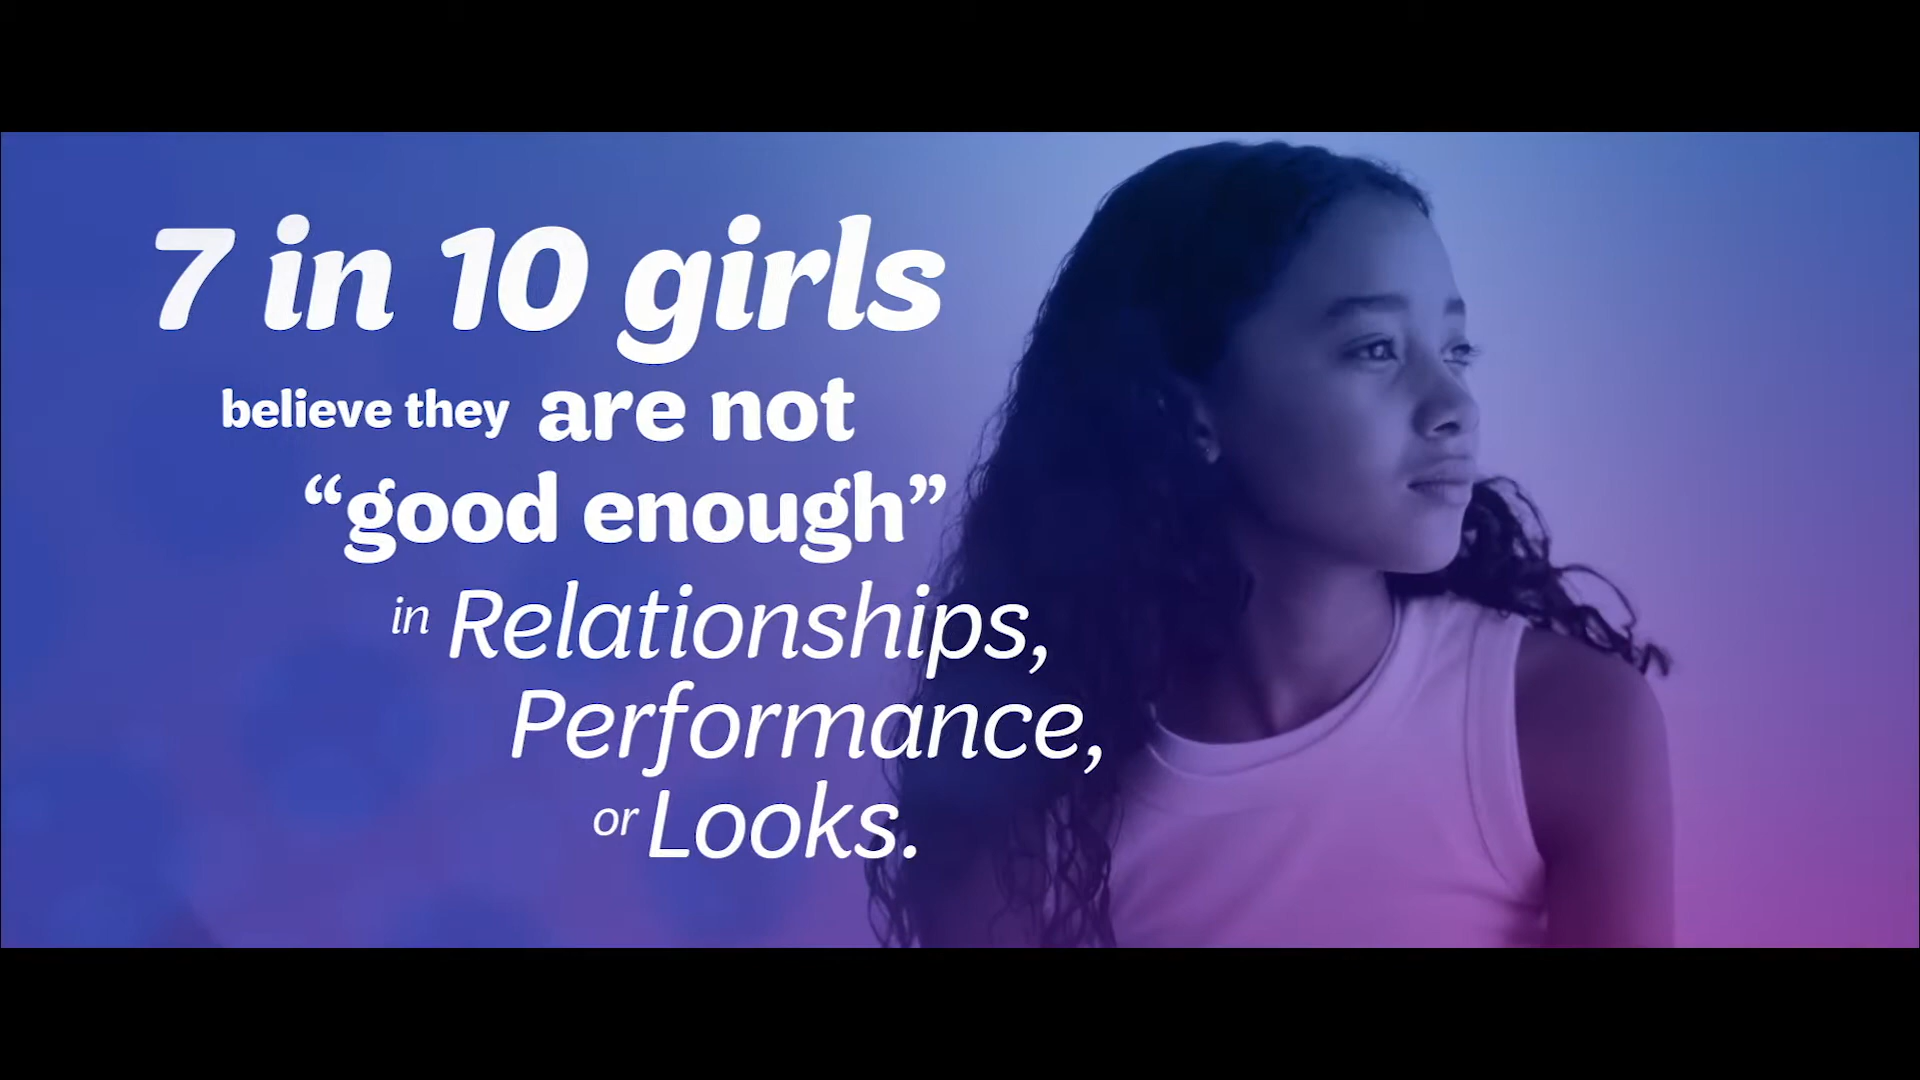 7 in 10 girls
believe they are not
“good enough”
in Relationships,
Performance,
or Looks.